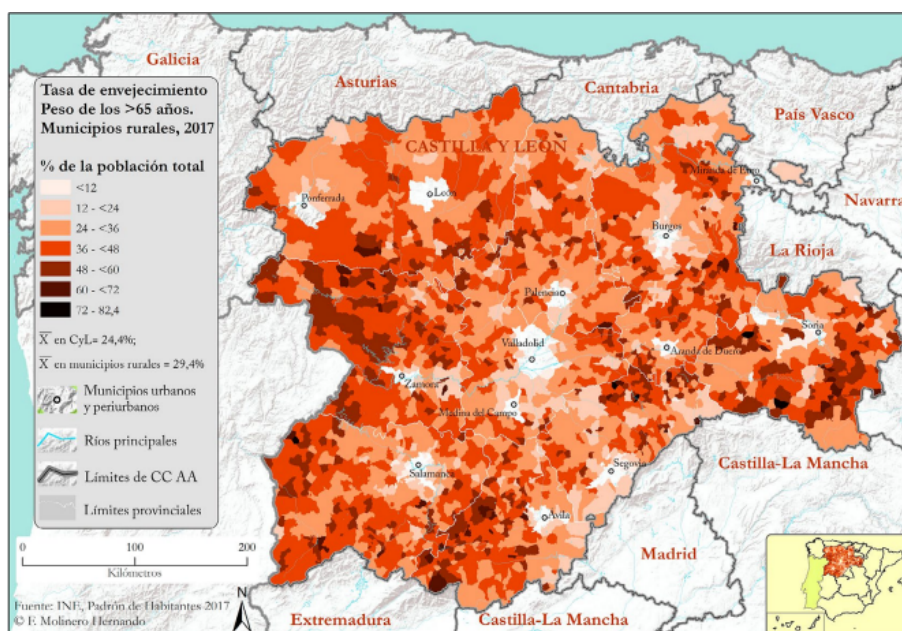 Galicia
Asturias
Cantabria
País Vasco
Navarra
La Rioja
Castilla-La Mancha
Madrid
Castilla-La Mancha
Extremadura
CASTILLA Y LEÓN
Tasa de envejecimiento
Peso de los >65 años.
Municipios rurales, 2017
% de la población total
<12
12 - <24
24 - <36
36 - <48
48 - <60
60 - <72
72 - 82,4
X en CyL= 24,4%;
X en municipios rurales = 29,4%
Municipios urbanos
y periurbanos
Ríos principales
Límites de CC AA
Límites provinciales
Ponferrada
León
Miranda de Ebro
Burgos
Palencia
Valladolid
Aranda de Duero
Soria
Zamora
Medina del Campo
Salamanca
Segovia
Ávila
0 100 200
Kilómetros
N
Fuente: INE, Padrón de Habitantes 2017
© F. Molinero Hernando